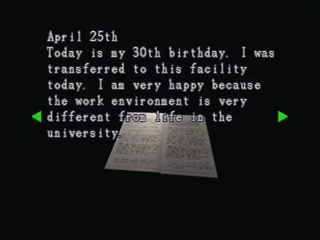 April 25th
Today is my 30th birthday. I was
transferred to this facility
today. I am very happy because
the work environment is very
different from life in the
university.